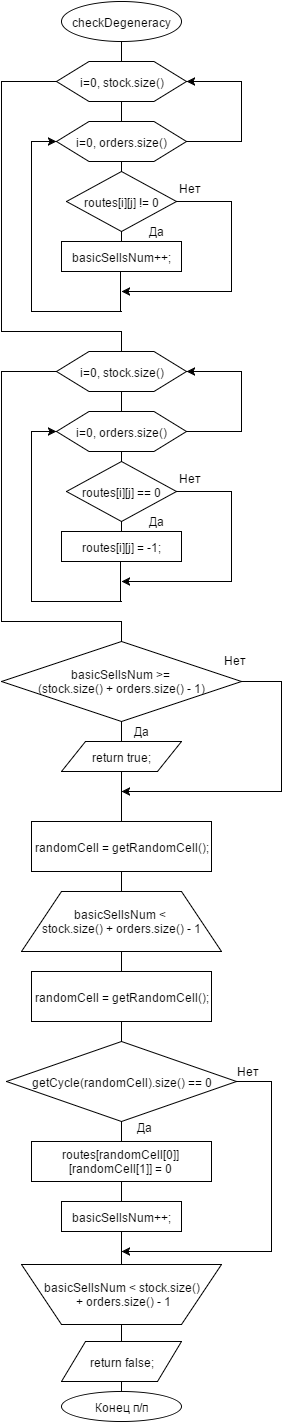 checkDegeneracy
i=0, stock.size()
i=0, orders.size()
Нет
routes[i][j] != 0
Да
basicSellsNum++;
i=0, stock.size()
i=0, orders.size()
Нет
routes[i][j] == 0
Да
routes[i][j] = -1;
Нет
basicSellsNum >=
(stock.size() + orders.size() - 1)
Да
return true;
randomCell = getRandomCell();
basicSellsNum <
stock.size() + orders.size() - 1
randomCell = getRandomCell();
Нет
getCycle(randomCell).size() == 0
Да
routes[randomCell[0]]
[randomCell[1]] = 0
basicSellsNum++;
basicSellsNum < stock.size()
+ orders.size() - 1
return false;
Конец п/п